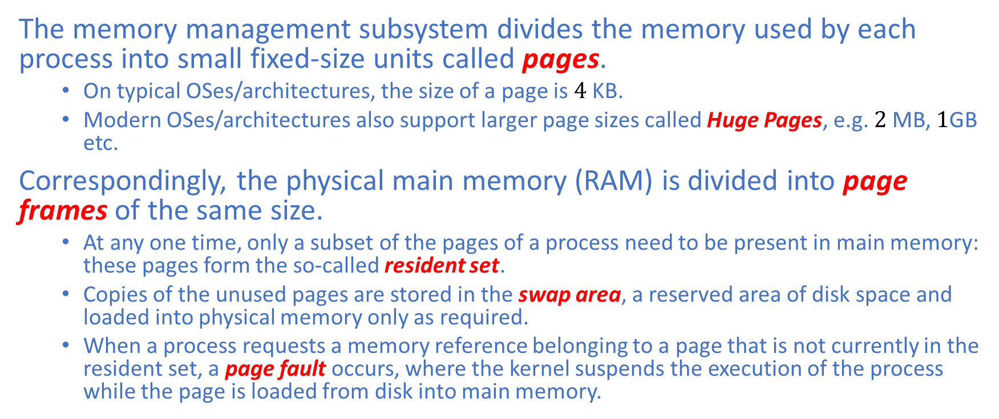 The memory management subsystem divides the memory used by each
process into small fixed-size units called pages.
• On typical OSes/architectures, the size of a page is 4 KB.
• Modern OSes/architectures also support larger page sizes called Huge Pages, e.g. 2 MB, 1GB
etc.
Correspondingly, the physical main memory (RAM) is divided into page
frames of the same size.
• At any one time, only a subset of the pages of a process need to be present in main memory:
these pages form the so-called resident set.
• Copies of the unused pages are stored in the swap area, a reserved area of disk space and
loaded into physical memory only as required.
• When a process requests a memory reference belonging to a page that is not currently in the
resident set, a page fault occurs, where the kernel suspends the execution of the process
while the page is loaded from disk into main memory.